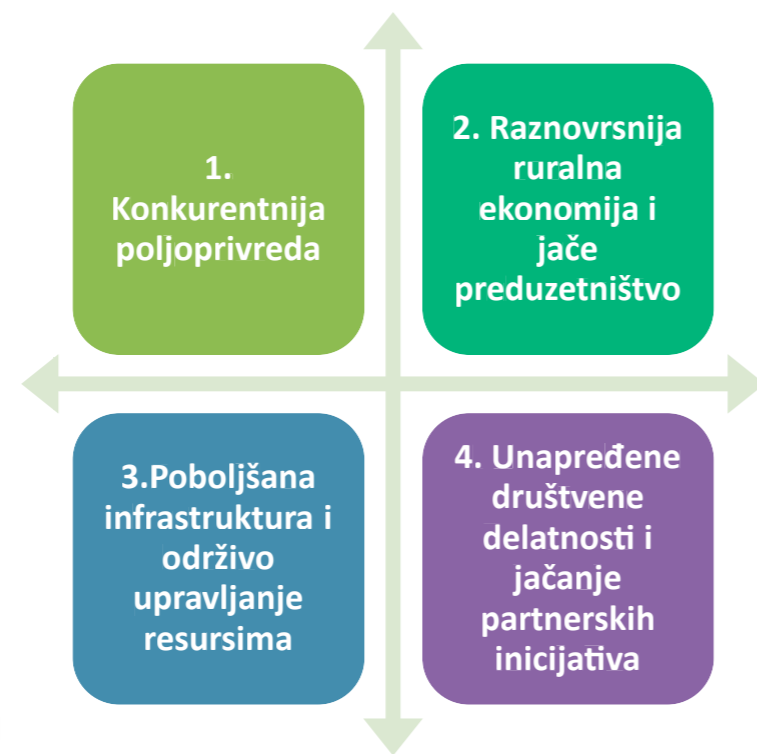 1.
Konkurentnija
poljoprivreda
2. Raznovrsnija
ruralna
ekonomija i
jače
preduzetništvo
3.Poboljšana
infrastruktura i
održivo
upravljanje
resursima
4. Unapređene
društvene
delatnosti i
jačanje
partnerskih
inicijativa